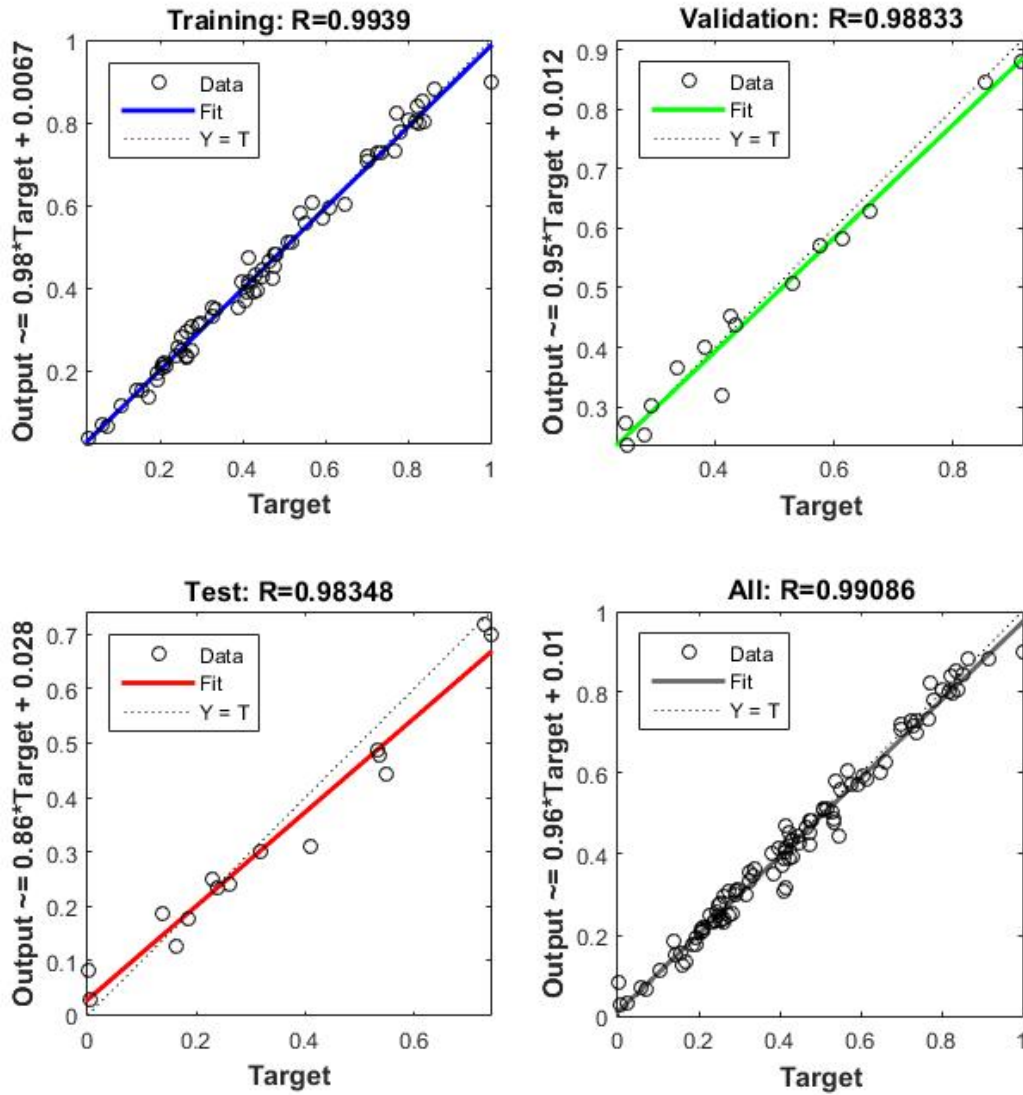 Training: R=0.9939
Output ~= 0.98*Target + 0.0067
1
0.8
0.6
0.4
0.2
Data
Fit
Y = T
0.2
0.4
0.6
0.8
1
Target
Validation: R=0.98833
Output ~= 0.95*Target + 0.012
0.9
0.8
0.7
0.6
0.5
0.4
0.3
Data
Fit
Y = T
0.4
0.6
0.8
Target
Test: R=0.98348
Output ~= 0.86*Target + 0.028
0.7
0.6
0.5
0.4
0.3
0.2
0.1
0
Data
Fit
Y = T
0
0.2
0.4
0.6
Target
All: R=0.99086
Output ~= 0.96*Target + 0.01
1
0.8
0.6
0.4
0.2
0
Data
Fit
Y = T
0
0.2
0.4
0.6
0.8
1
Target